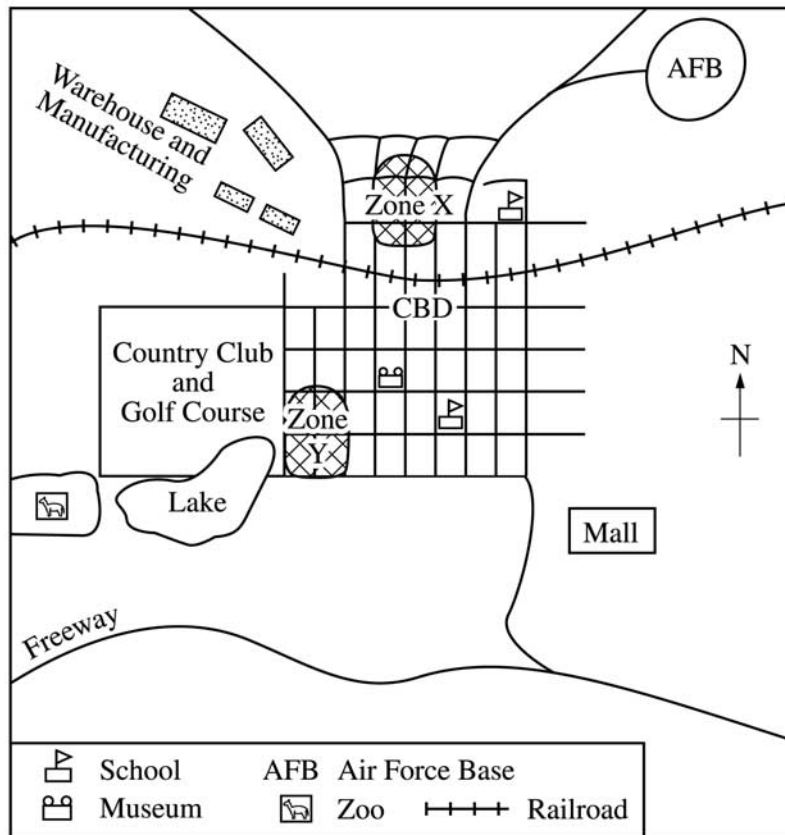 AFB
Warehouse and
Manufacturing
Zone X
CBD
Country Club
and
Golf Course
N
Zone
Y
Lake
Mall
Freeway
School
AFB Air Force Base
Museum
Zoo
Railroad